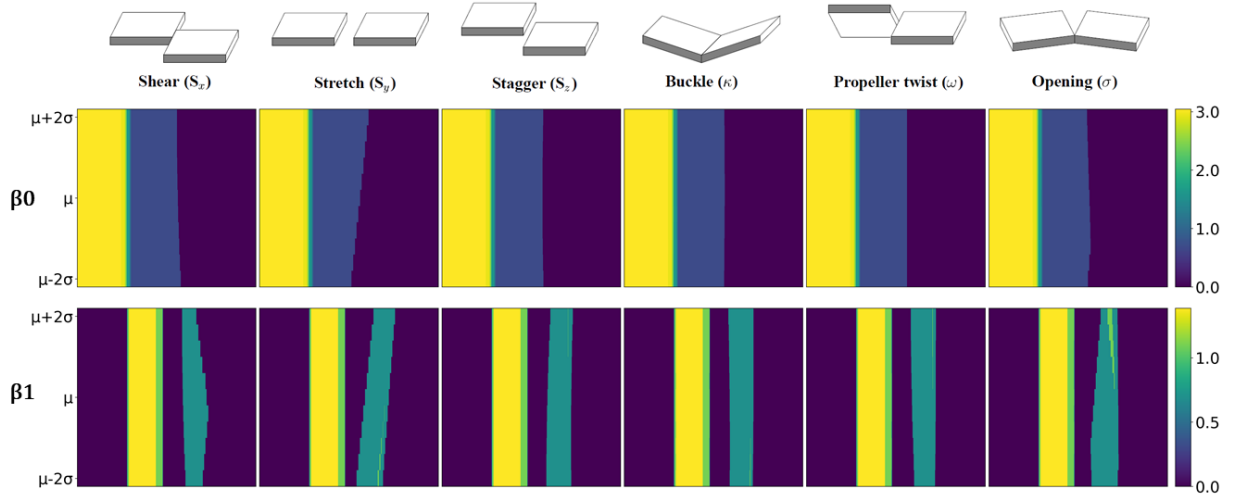 Shear (Sx) Stretch (Sy) Stagger (Sz) Buckle (κ) Propeller twist (ω) Opening (σ)
μ+2σ
β0
μ
μ-2σ
3.0
2.0
1.0
0.0
μ+2σ
β1
μ
μ-2σ
1.0
0.5
0.0